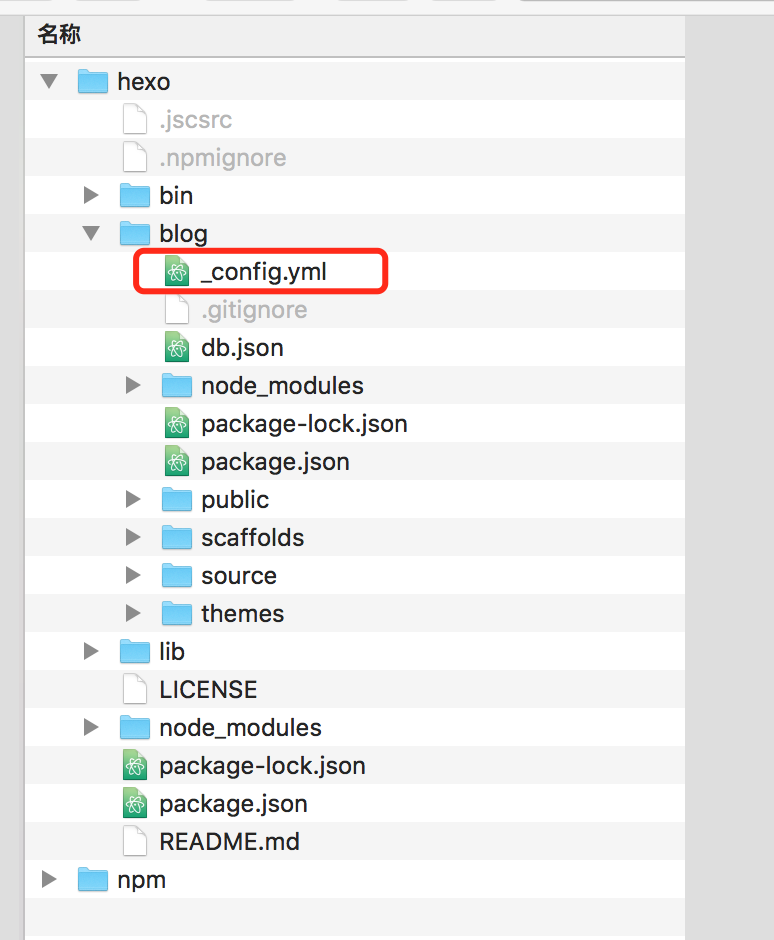 名称
hexo
.jscsrc
.npmignore
bin
blog
_config.yml
.gitignore
db.json
node_modules
package-lock.json
package.json
public
scaffolds
source
themes
lib
LICENSE
node_modules
package-lock.json
package.json
README.md
npm